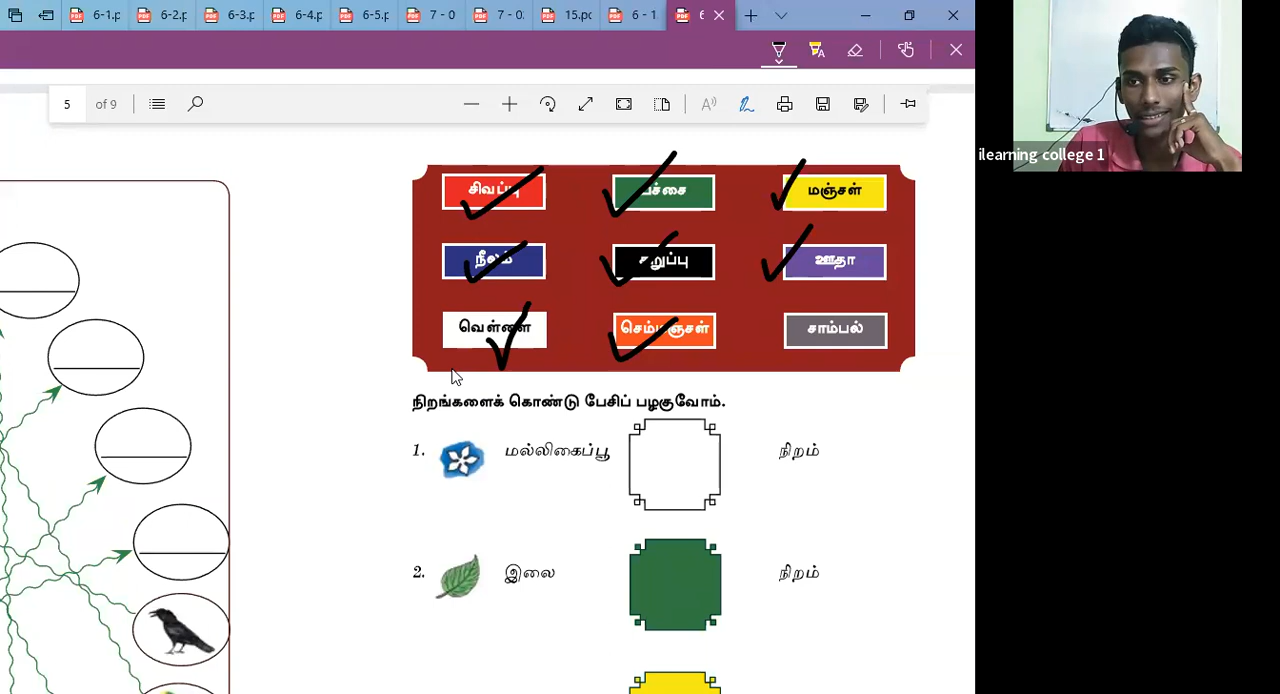 6-1.p 6-2.p 6-3.p 6-4.p 6-5.p 7 - 0 7 - 0. 15.pc 6 - 1 6
5 of 9
ilearning college 1
சிவப்பு பச்சை மஞ்சள்
நீலம் கறுப்பு ஊதா
வெள்ளை செம்மஞ்சள் சாம்பல்
நிறங்களைக் கொண்டு பேசிப் பழகுவோம்.
1. மல்லிகைப்பூ நிறம்
2. இலை நிறம்